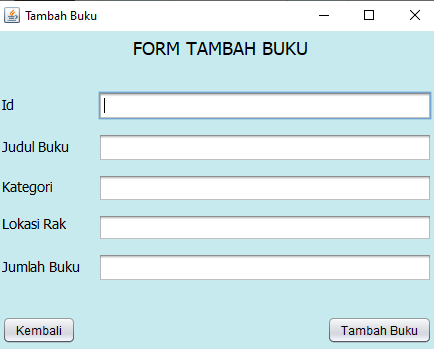 Tambah Buku
FORM TAMBAH BUKU
Id
Judul Buku
Kategori
Lokasi Rak
Jumlah Buku
Kembali
Tambah Buku